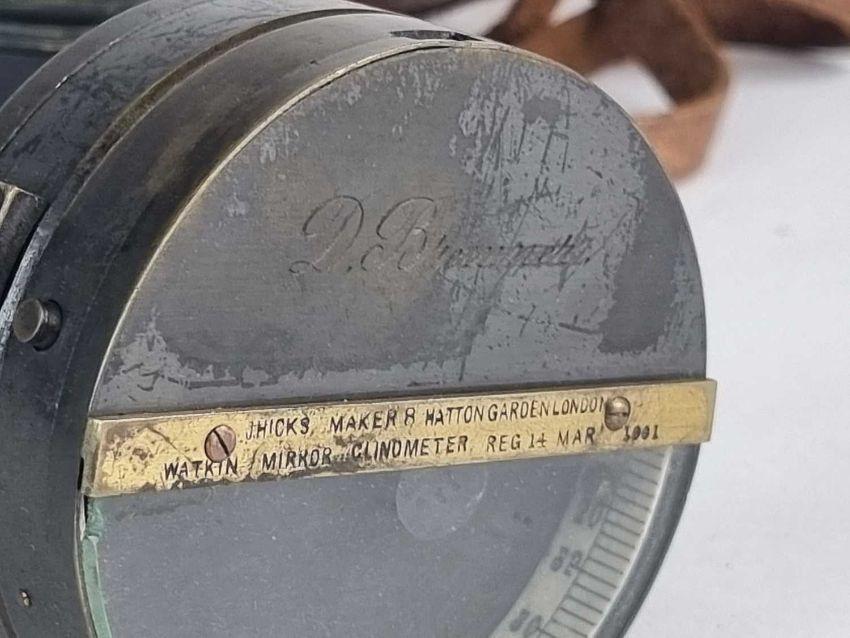 D. B
J.HICKS, MAKER 8 HATTON GARDEN LONDON
WATKIN MIRROR CLINOMETER REG 14 MAR 1901